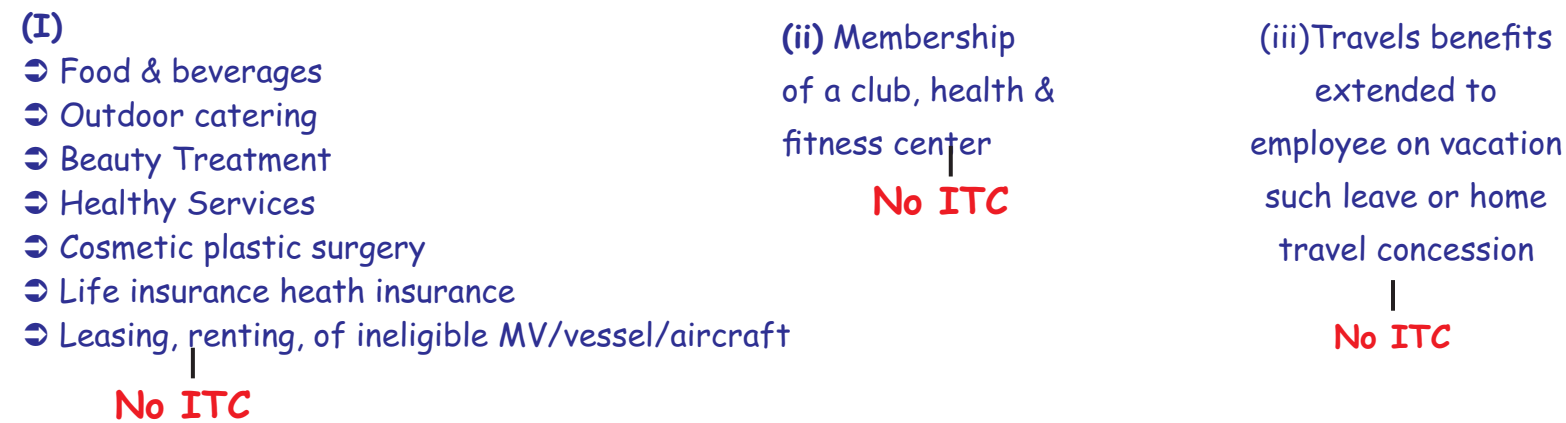 (I)
➲ Food & beverages
➲ Outdoor catering
➲ Beauty Treatment
➲ Healthy Services
➲ Cosmetic plastic surgery
➲ Life insurance heath insurance
➲ Leasing, renting, of ineligible MV/vessel/aircraft
No ITC
(ii) Membership
of a club, health &
fitness center
No ITC
(iii)Travels benefits
extended to
employee on vacation
such leave or home
travel concession
No ITC